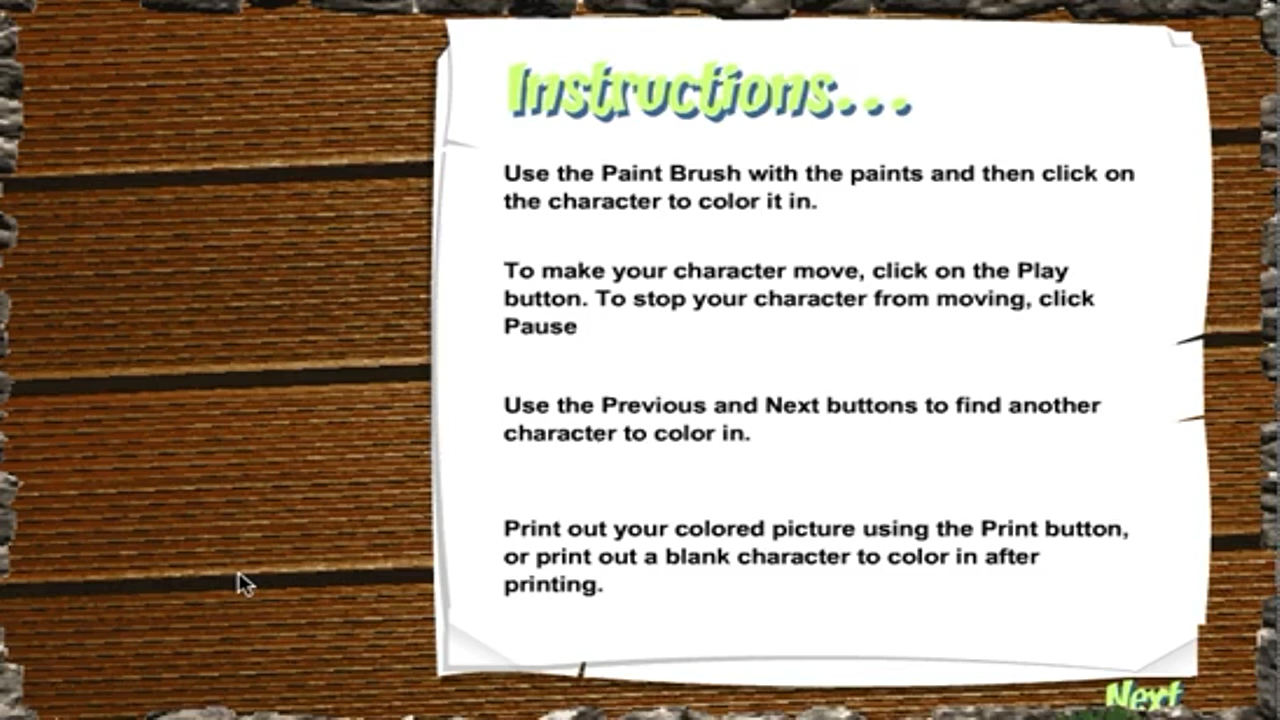 Instructions...
Use the Paint Brush with the paints and then click on
the character to color it in.
To make your character move, click on the Play
button. To stop your character from moving, click
Pause
Use the Previous and Next buttons to find another
character to color in.
Print out your colored picture using the Print button,
or print out a blank character to color in after
printing.
Next